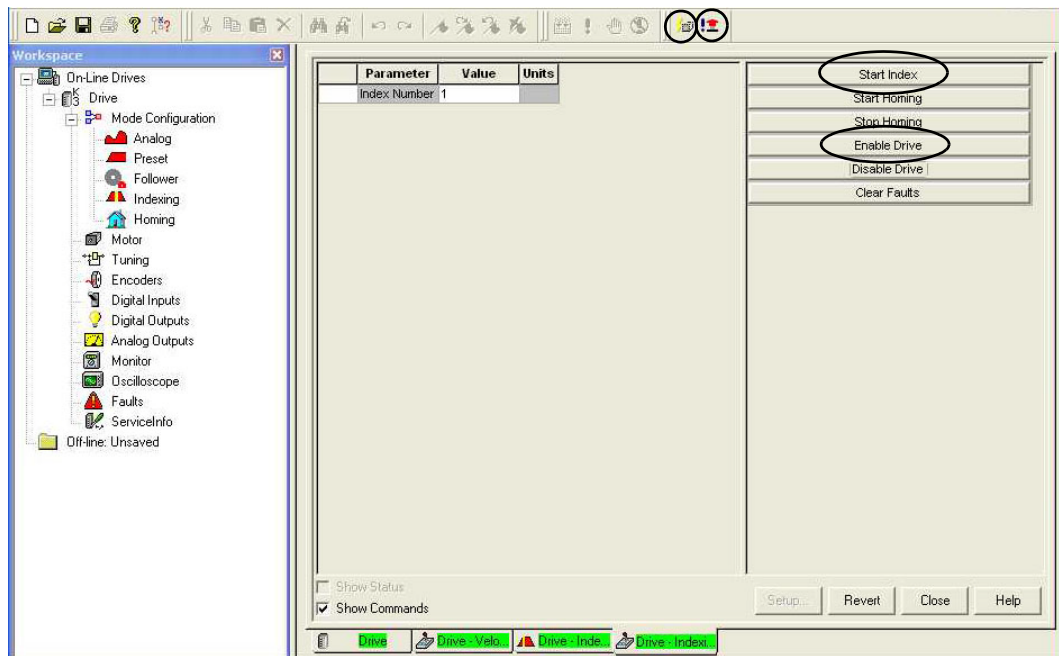 Workspace
On-Line Drives
Drive
Mode Configuration
Analog
Preset
Follower
Indexing
Homing
Motor
Tuning
Encoders
Digital Inputs
Digital Outputs
Analog Outputs
Monitor
Oscilloscope
Faults
ServiceInfo
Off-line: Unsaved
Parameter Value Units
Index Number 1
Start Index
Start Homing
Stop Homing
Enable Drive
Disable Drive
Clear Faults
Show Status
Show Commands
Setup... Revert Close Help
Drive Drive - Velo... Drive - Inde... Drive - Indexi...